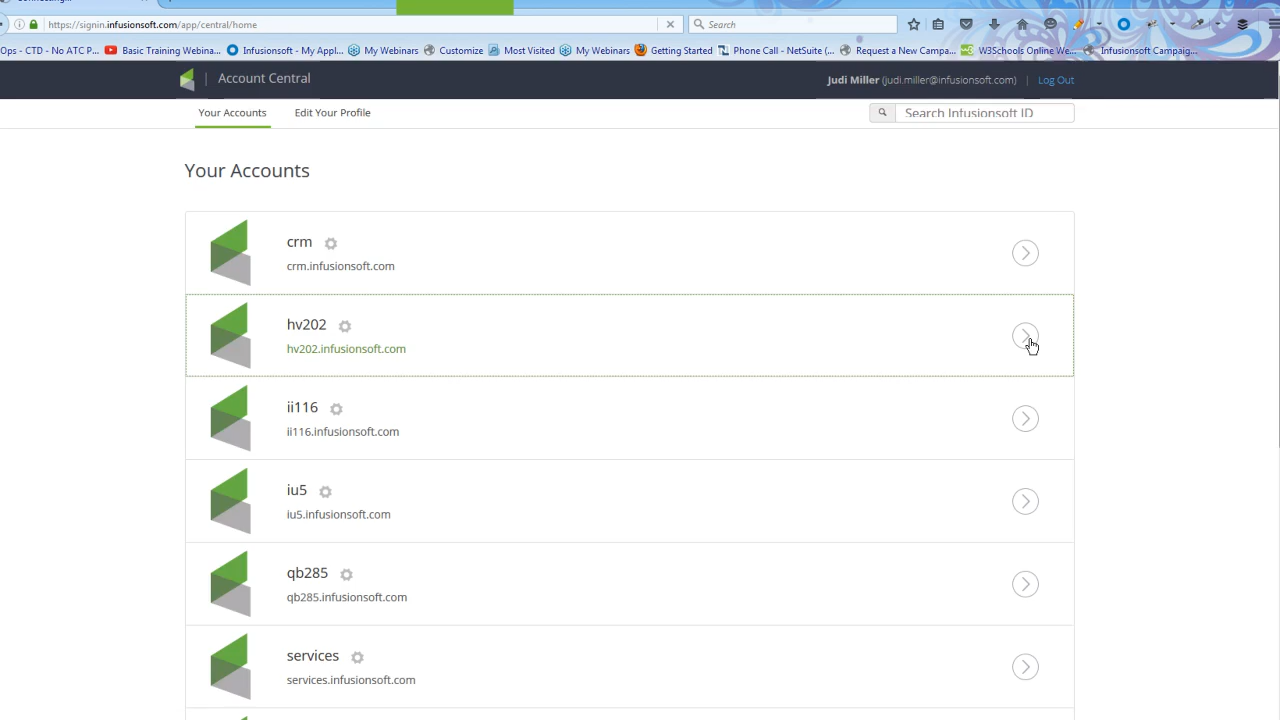 Connecting...
https://signin.infusionsoft.com/app/central/home
Search
Ops - CTD - No ATC P... Basic Training Webina... Infusionsoft - My Appl... My Webinars Customize Most Visited My Webinars Getting Started Phone Call - NetSuite (... Request a New Campa... W3Schools Online We... Infusionsoft Campaig...
Account Central
Judi Miller (judi.miller@infusionsoft.com) | Log Out
Your Accounts Edit Your Profile
Search Infusionsoft ID
Your Accounts
crm
crm.infusionsoft.com
hv202
hv202.infusionsoft.com
ii116
ii116.infusionsoft.com
iu5
iu5.infusionsoft.com
qb285
qb285.infusionsoft.com
services
services.infusionsoft.com